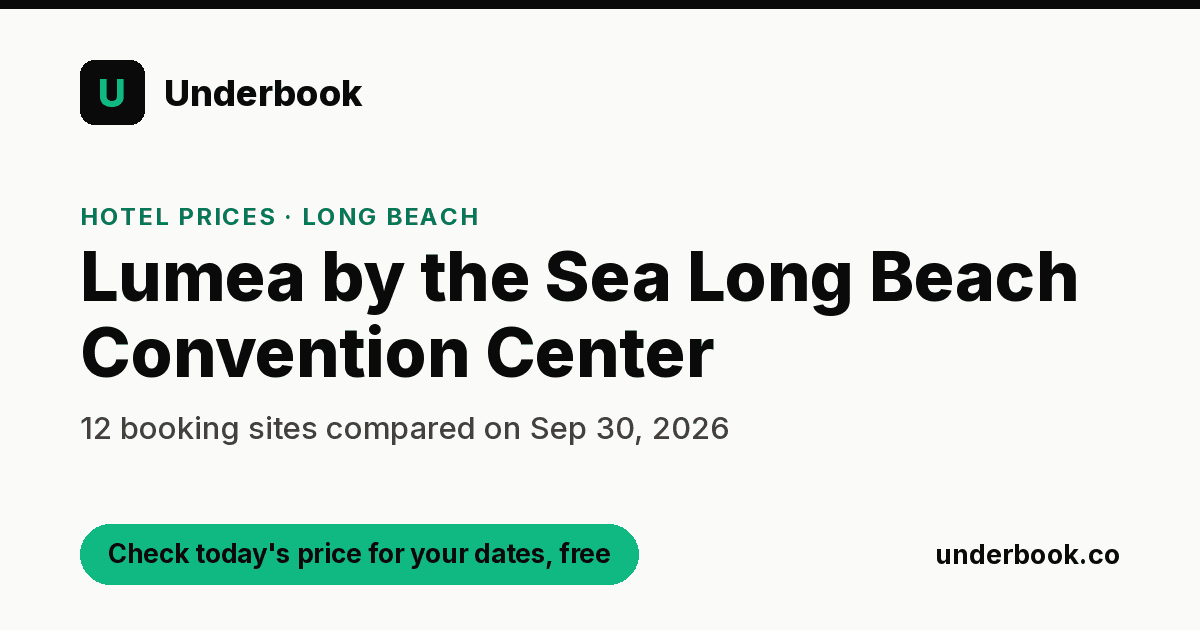 U Underbook
HOTEL PRICES · LONG BEACH
Lumea by the Sea Long Beach
Convention Center
12 booking sites compared on Sep 30, 2026
Check today's price for your dates, free
underbook.co